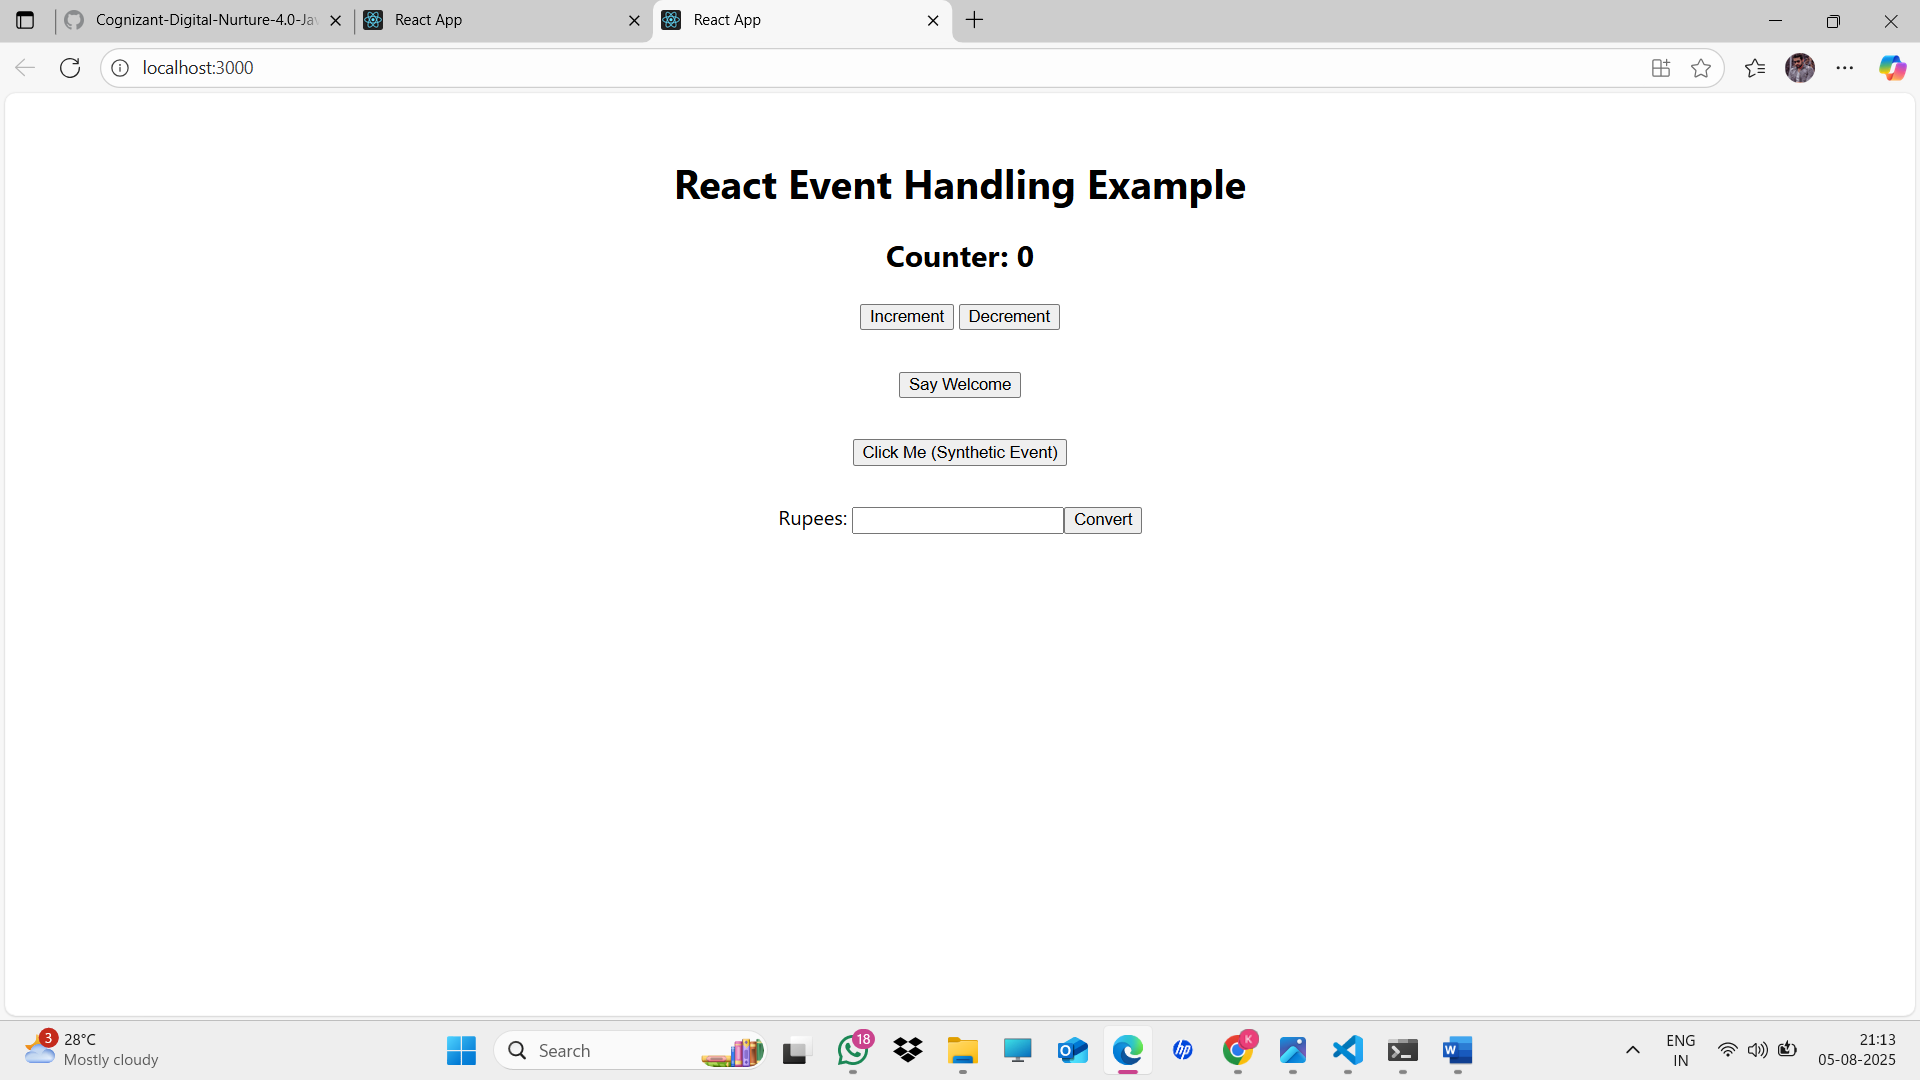 Cognizant-Digital-Nurture-4.0-Jav
React App
React App
localhost:3000
React Event Handling Example
Counter: 0
Increment Decrement
Say Welcome
Click Me (Synthetic Event)
Rupees: Convert
3
28°C
Mostly cloudy
Search
18
hp
K
ENG
IN
21:13
05-08-2025